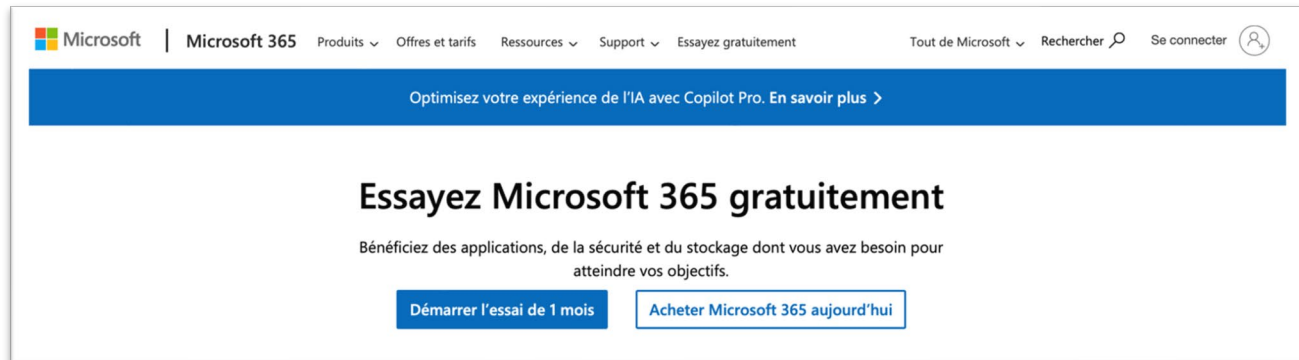 Microsoft | Microsoft 365 Produits Offres et tarifs Ressources Support Essayez gratuitement Tout de Microsoft Rechercher Se connecter
Optimisez votre expérience de l'IA avec Copilot Pro. En savoir plus >
Essayez Microsoft 365 gratuitement
Bénéficiez des applications, de la sécurité et du stockage dont vous avez besoin pour
atteindre vos objectifs.
Démarrer l'essai de 1 mois Acheter Microsoft 365 aujourd'hui